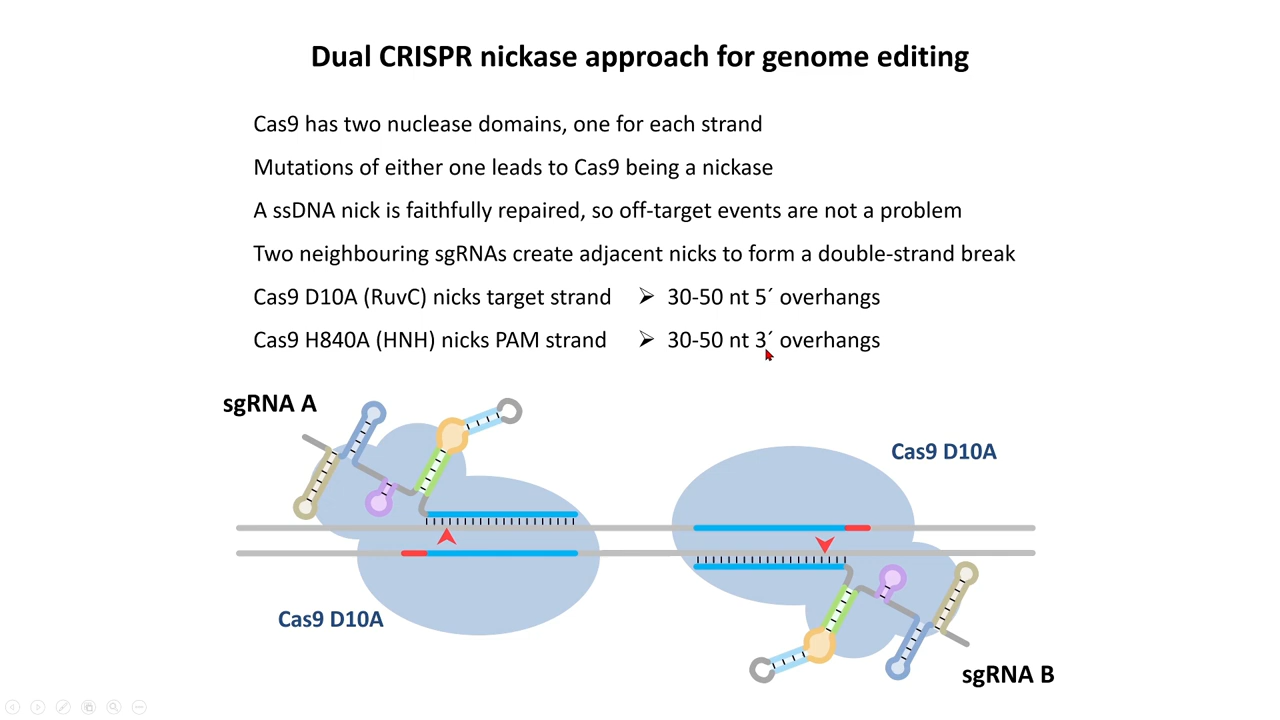 Dual CRISPR nickase approach for genome editing
Cas9 has two nuclease domains, one for each strand
Mutations of either one leads to Cas9 being a nickase
A ssDNA nick is faithfully repaired, so off-target events are not a problem
Two neighbouring sgRNAs create adjacent nicks to form a double-strand break
Cas9 D10A (RuvC) nicks target strand ➢ 30-50 nt 5´ overhangs
Cas9 H840A (HNH) nicks PAM strand ➢ 30-50 nt 3´ overhangs
sgRNA A
Cas9 D10A
Cas9 D10A
sgRNA B